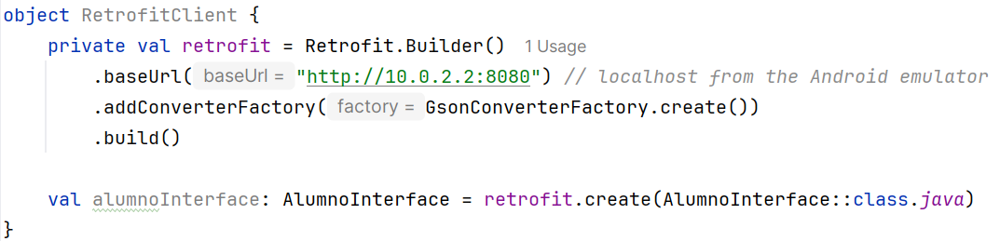 object RetrofitClient {
    private val retrofit = Retrofit.Builder() 1 Usage
        .baseUrl( baseUrl = "http://10.0.2.2:8080") // localhost from the Android emulator
        .addConverterFactory( factory = GsonConverterFactory.create())
        .build()

    val alumnoInterface: AlumnoInterface = retrofit.create(AlumnoInterface::class.java)
}